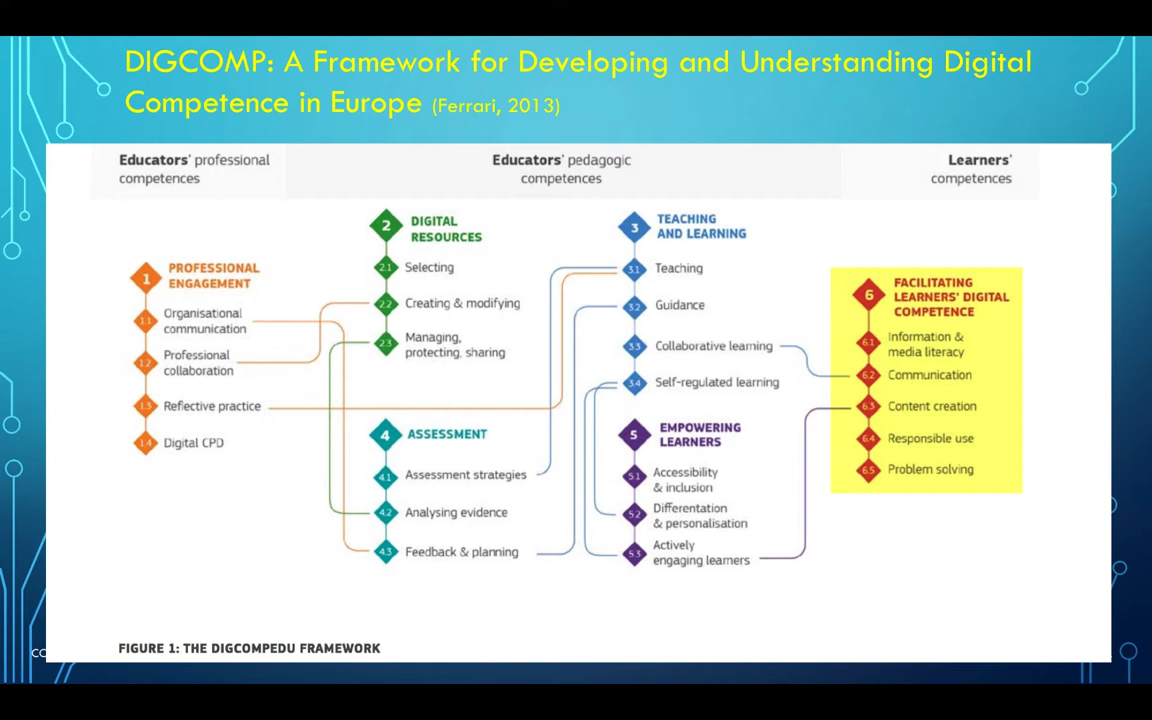 DIGCOMP: A Framework for Developing and Understanding Digital
Competence in Europe (Ferrari, 2013)
Educators' professional
competences
Educators' pedagogic
competences
Learners'
competences
1 PROFESSIONAL
ENGAGEMENT
1.1 Organisational
communication
1.2 Professional
collaboration
1.3 Reflective practice
1.4 Digital CPD
2 DIGITAL
RESOURCES
2.1 Selecting
2.2 Creating & modifying
2.3 Managing,
protecting, sharing
4 ASSESSMENT
4.1 Assessment strategies
4.2 Analysing evidence
4.3 Feedback & planning
3 TEACHING
AND LEARNING
3.1 Teaching
3.2 Guidance
3.3 Collaborative learning
3.4 Self-regulated learning
5 EMPOWERING
LEARNERS
5.1 Accessibility
& inclusion
5.2 Differentation
& personalisation
5.3 Actively
engaging learners
6 FACILITATING
LEARNERS' DIGITAL
COMPETENCE
6.1 Information &
media literacy
6.2 Communication
6.3 Content creation
6.4 Responsible use
6.5 Problem solving
FIGURE 1: THE DIGCOMPEDU FRAMEWORK